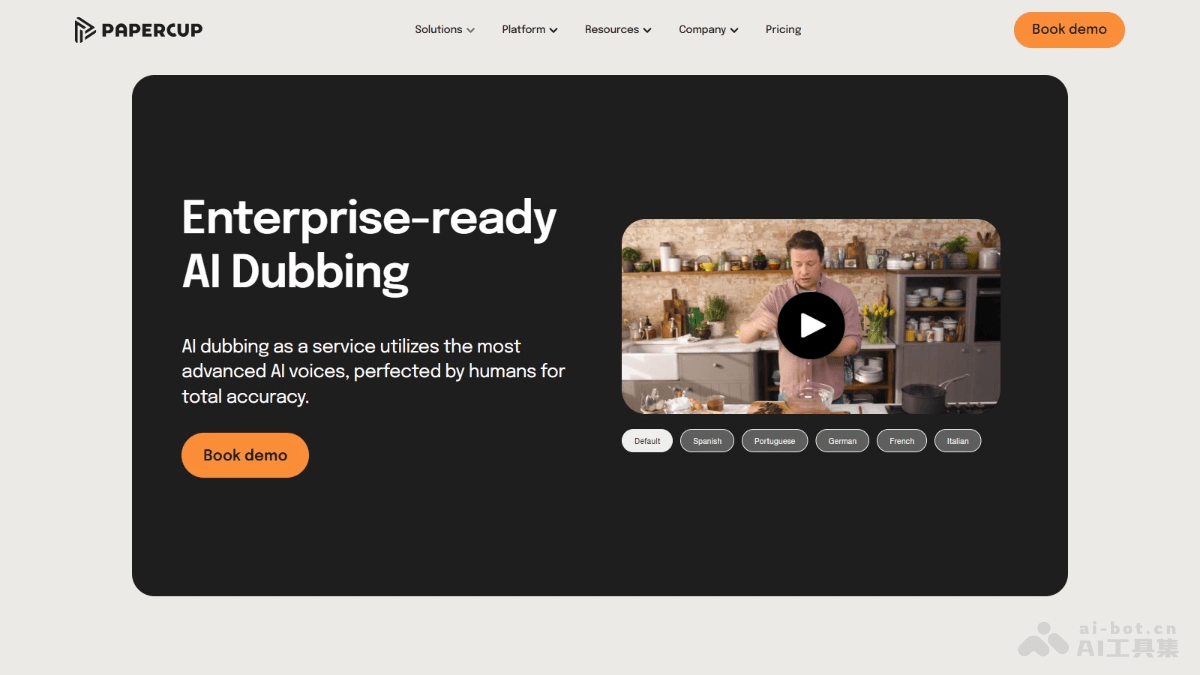 PAPERCUP
Solutions
Platform
Resources
Company
Pricing
Book demo
Enterprise-ready
AI Dubbing
AI dubbing as a service utilizes the most
advanced AI voices, perfected by humans for
total accuracy.
Book demo
Default
Spanish
Portuguese
German
French
Italian
ai-bot.cn
AI工具集